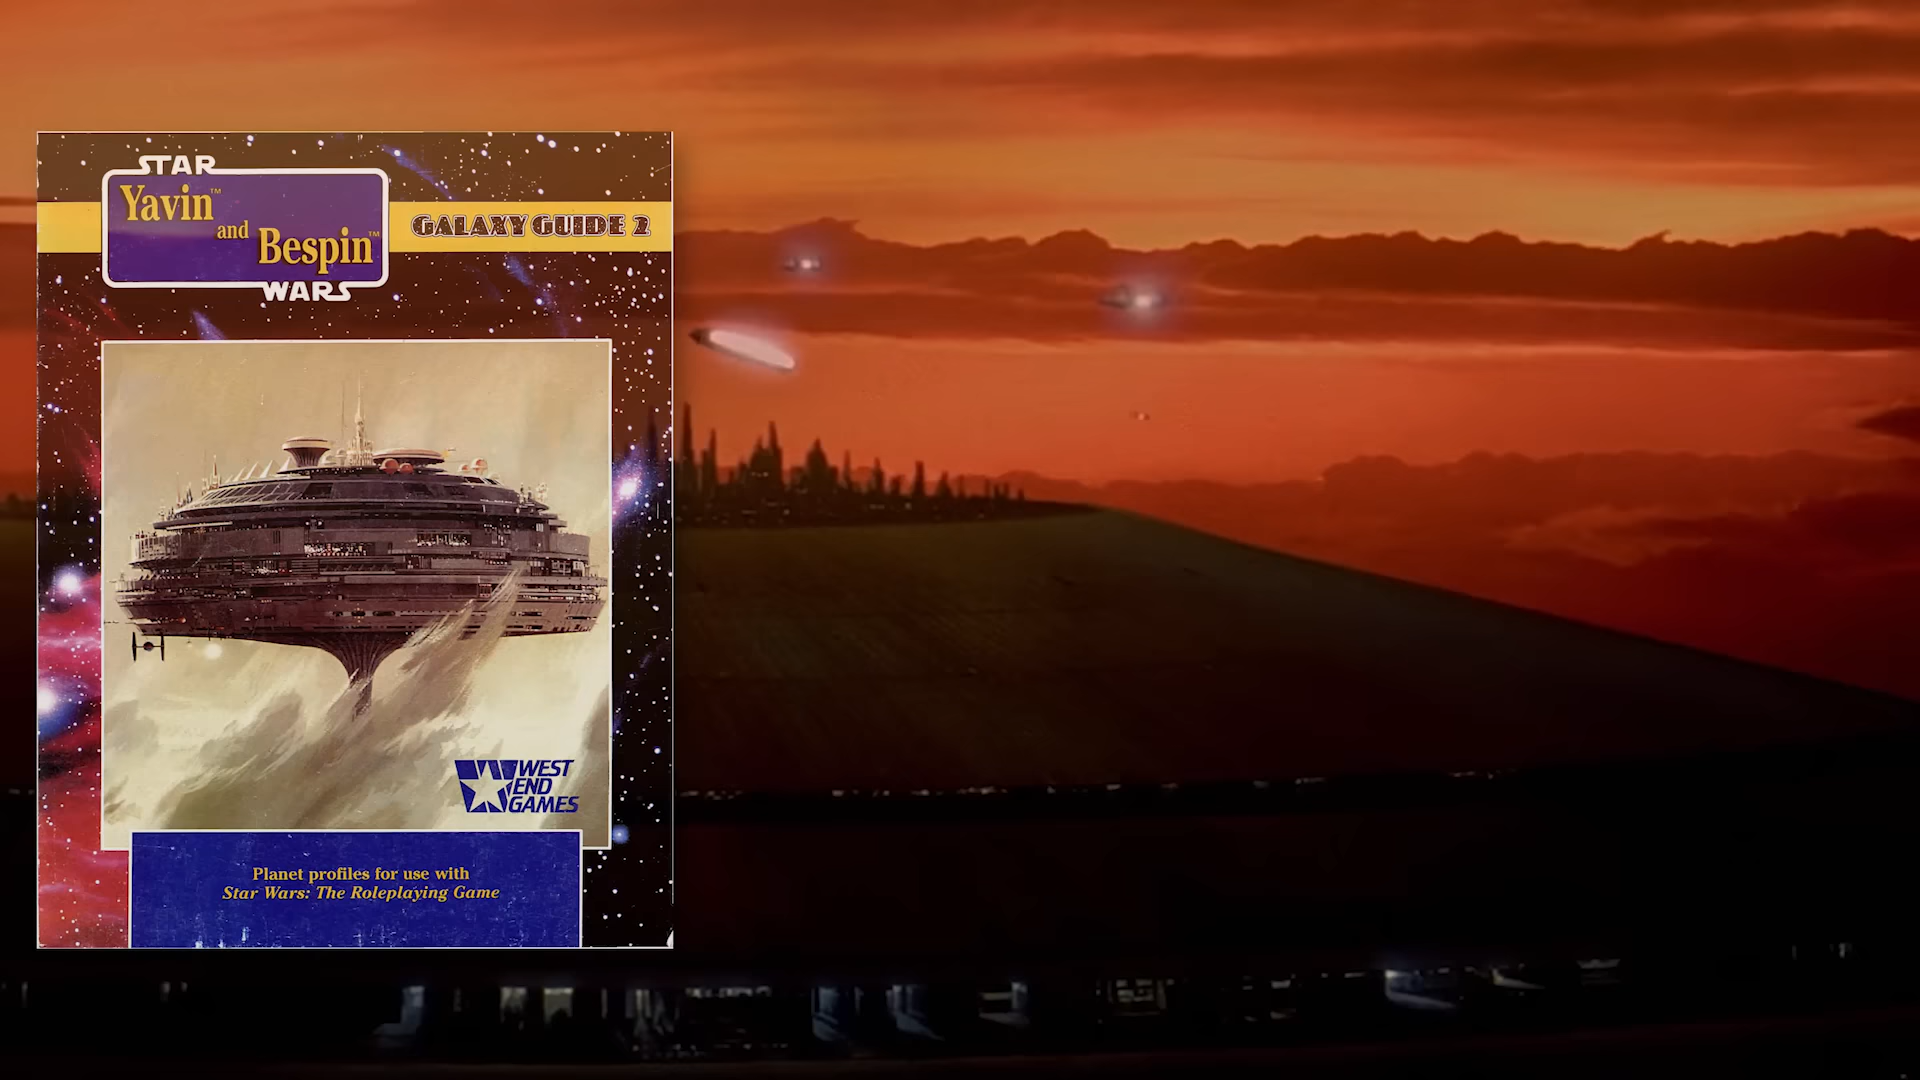 STAR
Yavin™
and
Bespin™
WARS
GALAXY GUIDE 2
WEST
END
GAMES
Planet profiles for use with
Star Wars: The Roleplaying Game